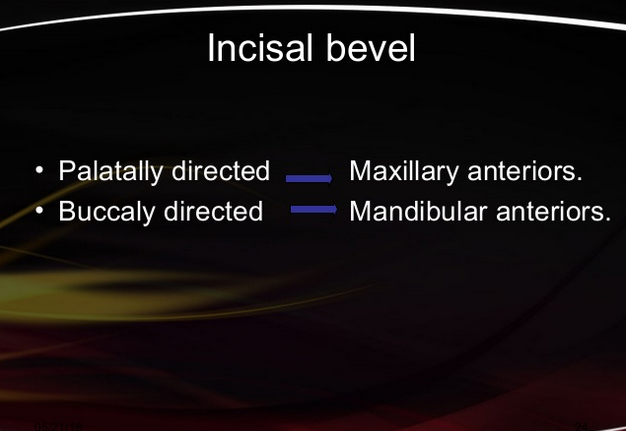 Incisal bevel
• Palatally directed Maxillary anteriors.
• Buccaly directed Mandibular anteriors.